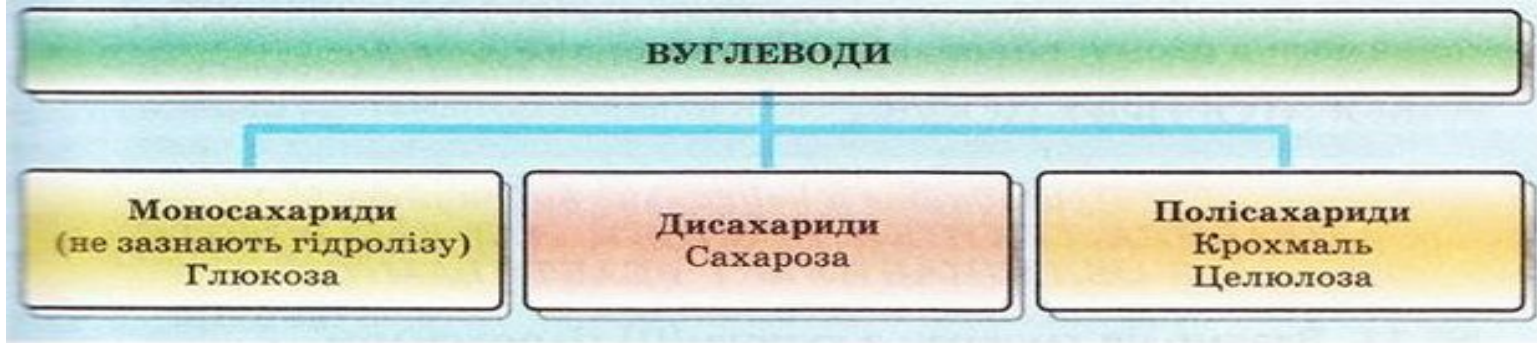 ВУГЛЕВОДИ
Моносахариди
(не зазнають гідролізу)
Глюкоза
Дисахариди
Сахароза
Полісахариди
Крохмаль
Целюлоза